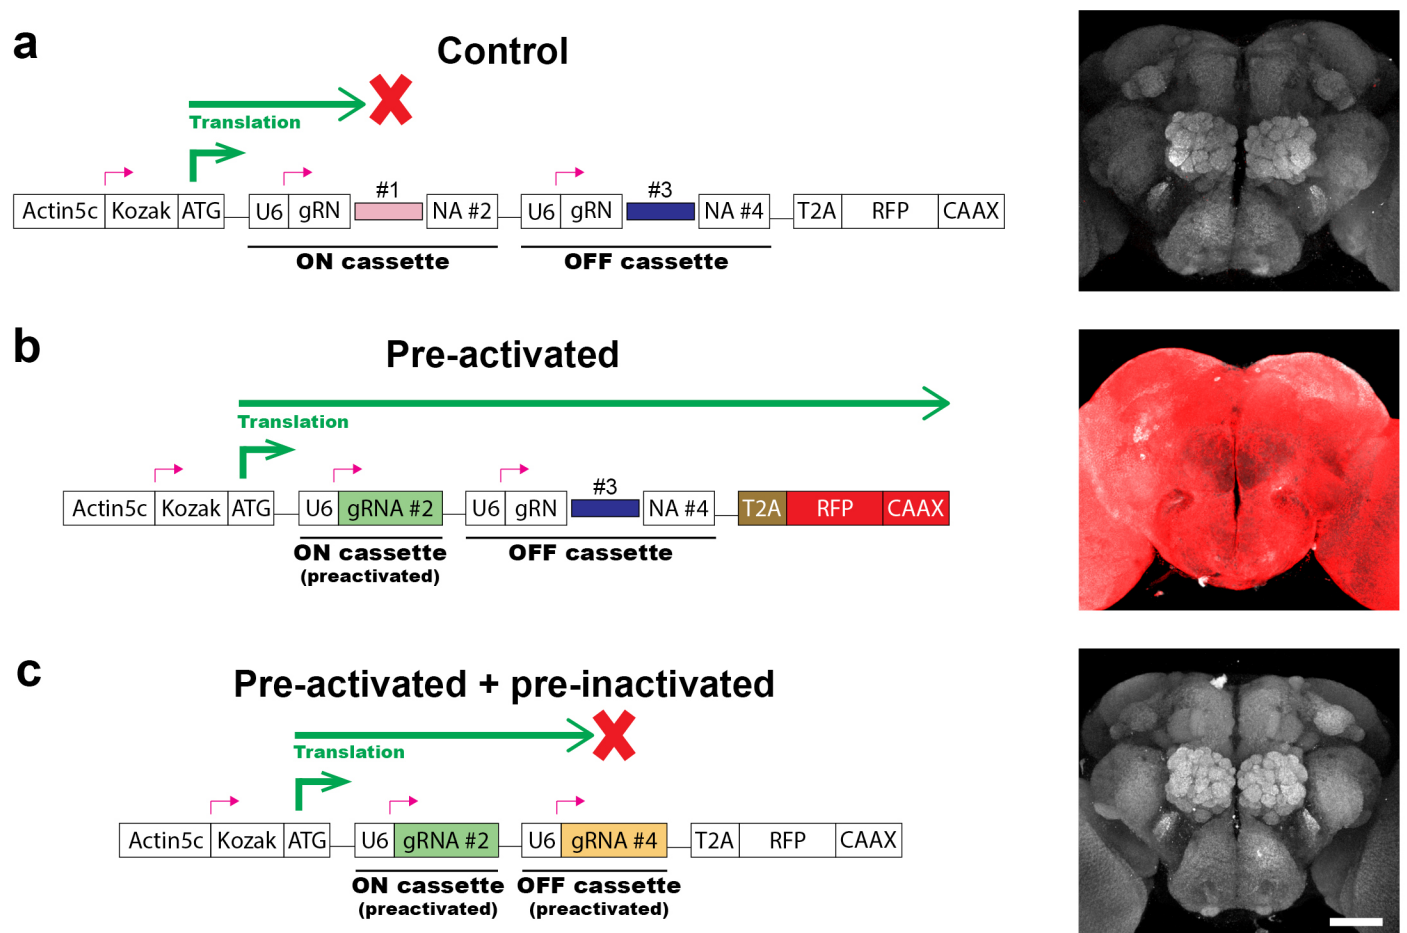 a
Control
Translation
#1
#3
Actin5c Kozak ATG U6 gRN NA #2 U6 gRN NA #4 T2A RFP CAAX
ON cassette OFF cassette
b
Pre-activated
Translation
#3
Actin5c Kozak ATG U6 gRNA #2 U6 gRN NA #4 T2A RFP CAAX
ON cassette OFF cassette
(preactivated)
c
Pre-activated + pre-inactivated
Translation
Actin5c Kozak ATG U6 gRNA #2 U6 gRNA #4 T2A RFP CAAX
ON cassette OFF cassette
(preactivated) (preactivated)